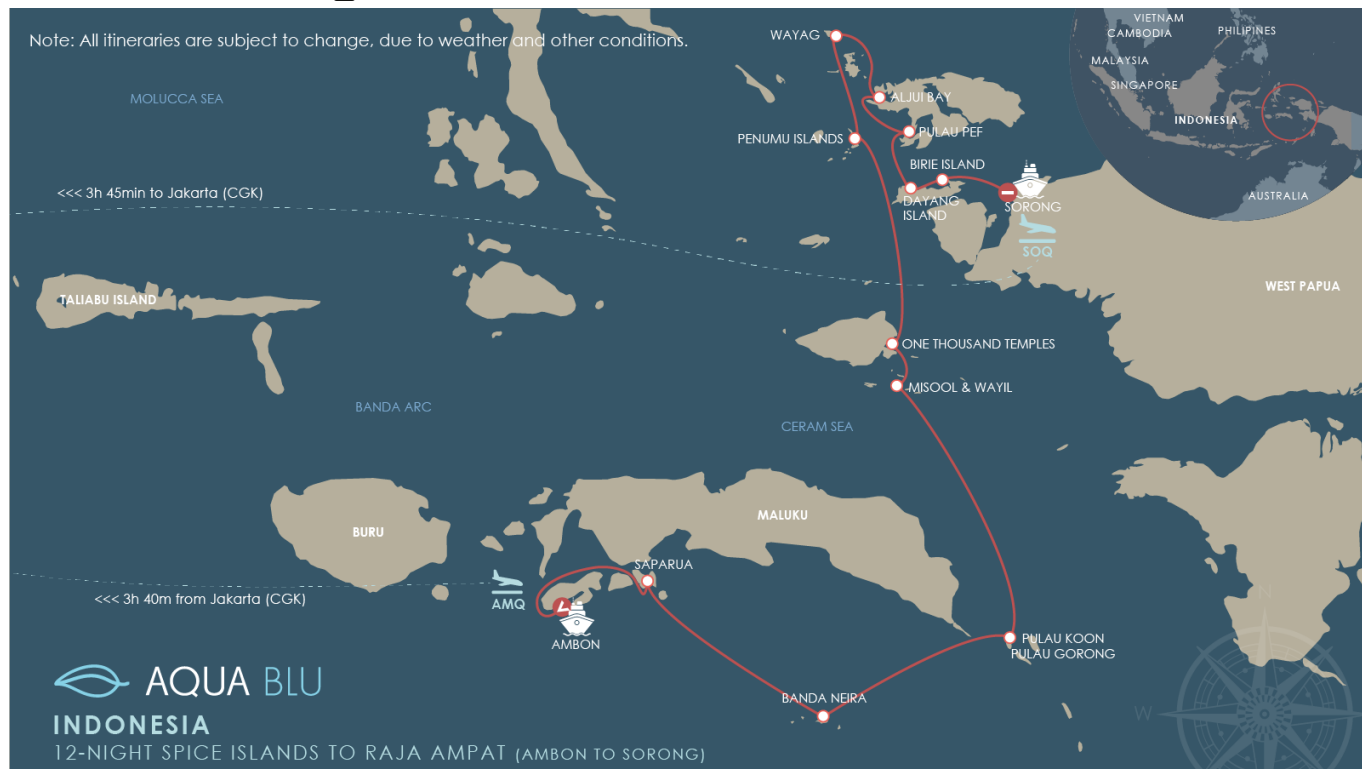 Note: All itineraries are subject to change, due to weather and other conditions.
VIETNAM
CAMBODIA
PHILIPINES
MALAYSIA
SINGAPORE
INDONESIA
AUSTRALIA
WAYAG
MOLUCCA SEA
ALJUI BAY
PENUMU ISLANDS
PULAU PEF
BIRIE ISLAND
<<< 3h 45min to Jakarta (CGK)
DAYANG
ISLAND
SORONG
SOQ
WEST PAPUA
TALIABU ISLAND
ONE THOUSAND TEMPLES
MISOOL & WAYIL
BANDA ARC
CERAM SEA
MALUKU
BURU
SAPARUA
AMQ
<<< 3h 40m from Jakarta (CGK)
AMBON
PULAU KOON
PULAU GORONG
BANDA NEIRA
N
W
AQUA BLU
INDONESIA
12-NIGHT SPICE ISLANDS TO RAJA AMPAT (AMBON TO SORONG)